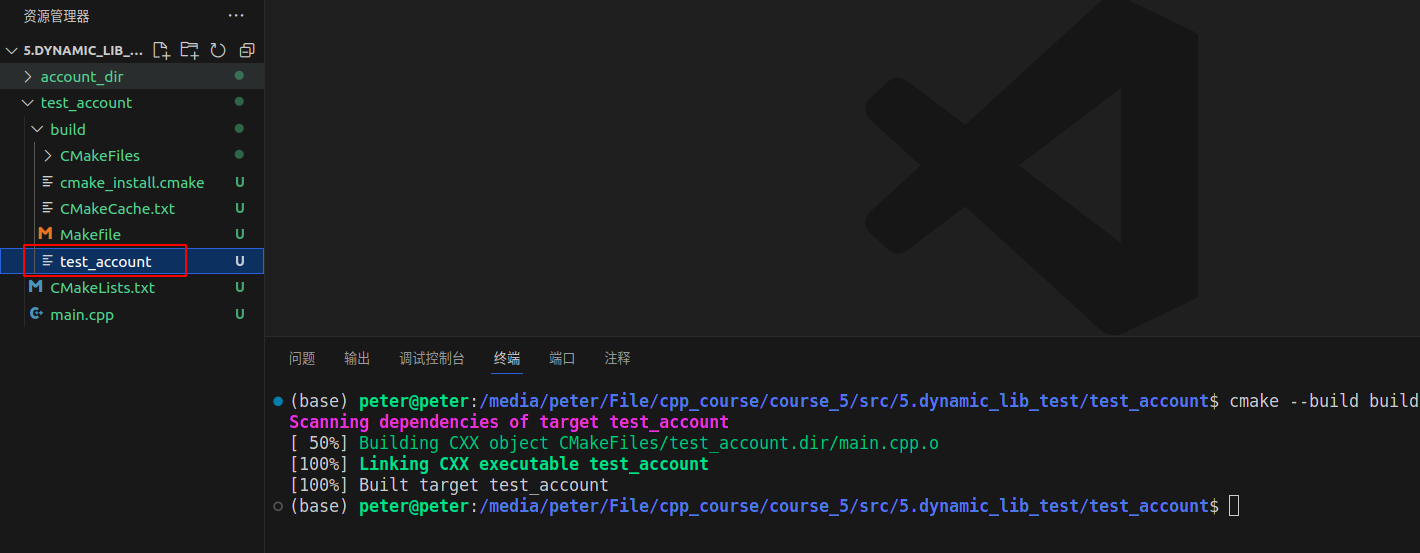 资源管理器
5.DYNAMIC_LIB_...
account_dir
test_account
build
CMakeFiles
cmake_install.cmake U
CMakeCache.txt U
Makefile U
test_account U
CMakeLists.txt U
main.cpp U
问题 输出 调试控制台 终端 端口 注释
(base) peter@peter:/media/peter/File/cpp_course/course_5/src/5.dynamic_lib_test/test_account$ cmake --build build
Scanning dependencies of target test_account
[ 50%] Building CXX object CMakeFiles/test_account.dir/main.cpp.o
[100%] Linking CXX executable test_account
[100%] Built target test_account
(base) peter@peter:/media/peter/File/cpp_course/course_5/src/5.dynamic_lib_test/test_account$